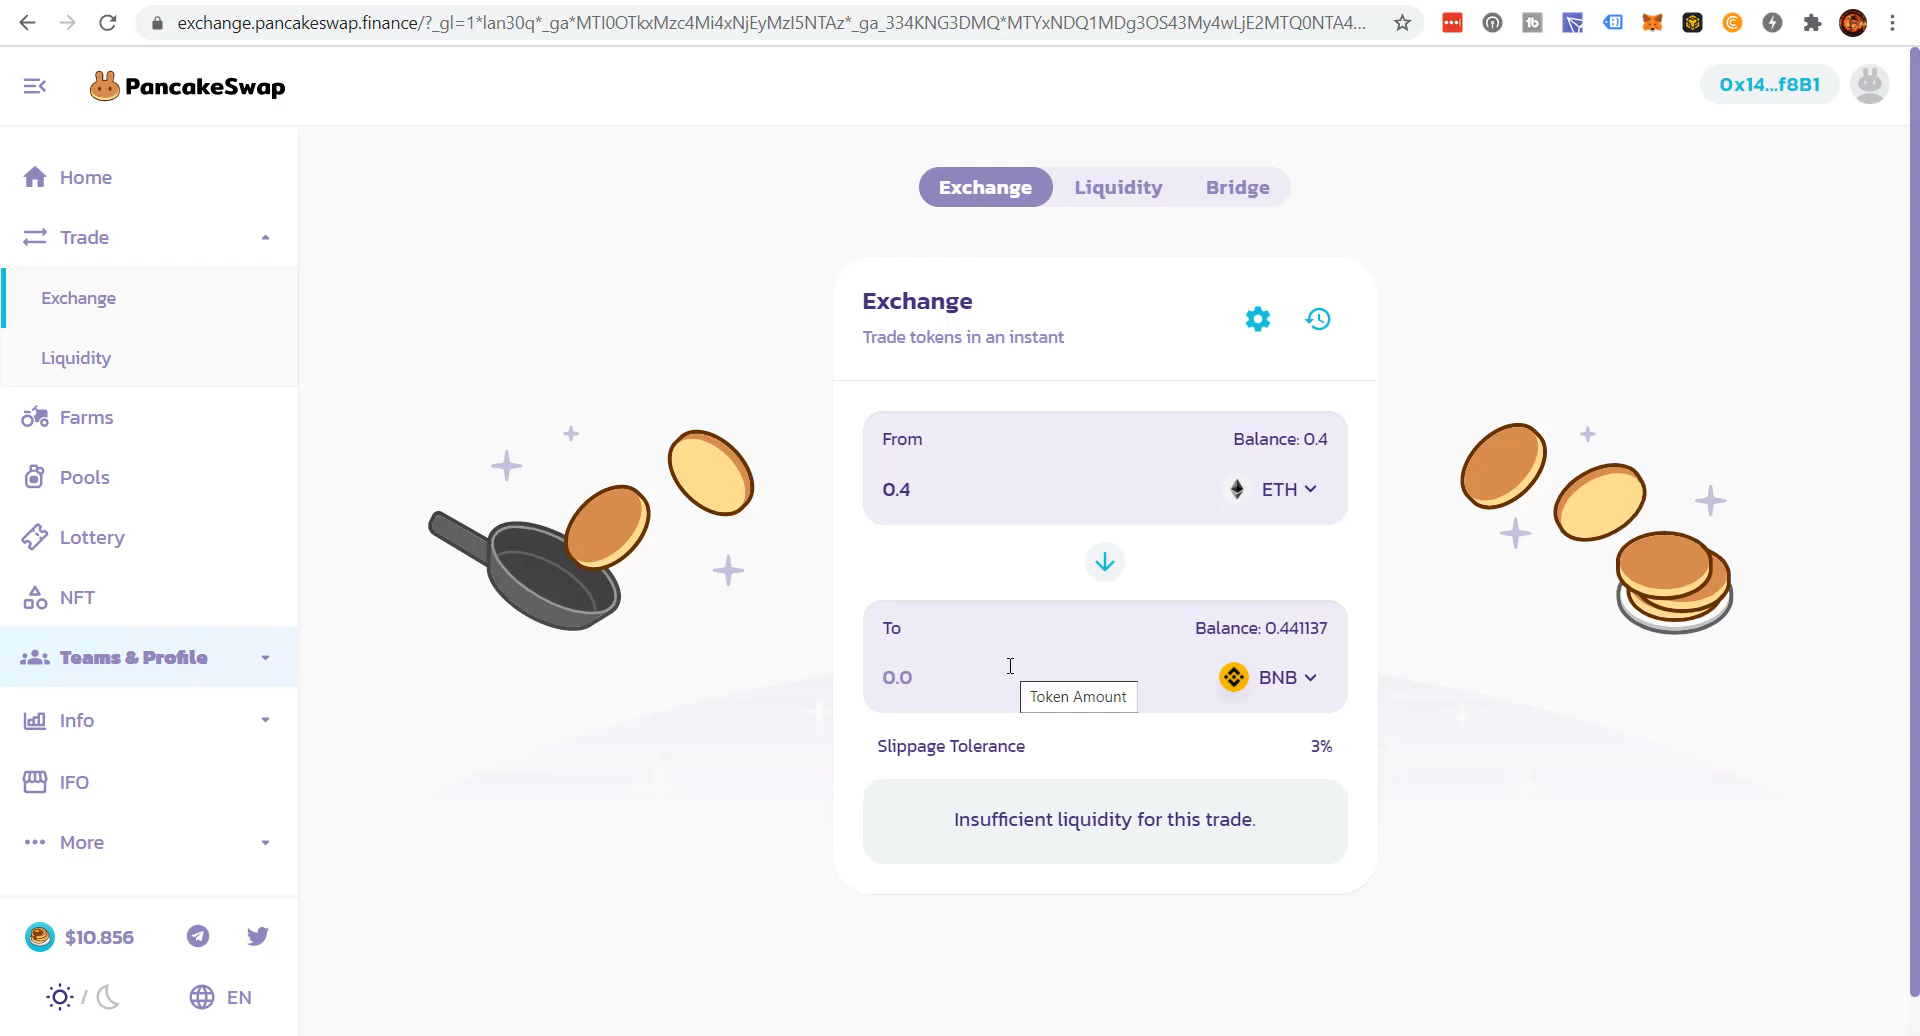 exchange.pancakeswap.finance/?_gl=1*lan30q*_ga*MTI0OTkxMzc4Mi4xNjEyMzI5NTAz*_ga_334KNG3DMQ*MTYxNDQ1MDg3OS43My4wLjE2MTQ0NTA4...
PancakeSwap
0x14...f8B1
Home
Trade
Exchange
Liquidity
Farms
Pools
Lottery
NFT
Teams & Profile
Info
IFO
More
$10.856
/
EN
Exchange Liquidity Bridge
Exchange
Trade tokens in an instant
From Balance: 0.4
0.4 ETH
To Balance: 0.441137
0.0 BNB
Token Amount
Slippage Tolerance 3%
Insufficient liquidity for this trade.